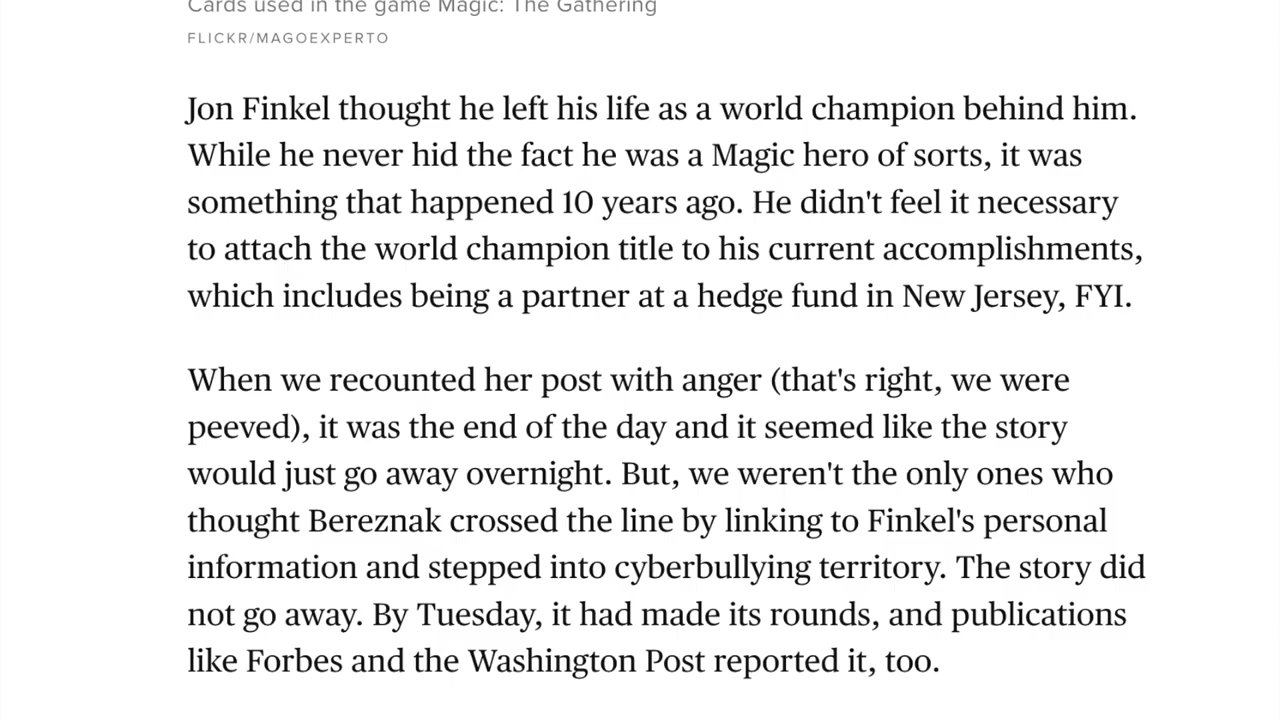 Cards used in the game Magic: The Gathering
FLICKR/MAGOEXPERTO
Jon Finkel thought he left his life as a world champion behind him.
While he never hid the fact he was a Magic hero of sorts, it was
something that happened 10 years ago. He didn't feel it necessary
to attach the world champion title to his current accomplishments,
which includes being a partner at a hedge fund in New Jersey, FYI.
When we recounted her post with anger (that's right, we were
peeved), it was the end of the day and it seemed like the story
would just go away overnight. But, we weren't the only ones who
thought Bereznak crossed the line by linking to Finkel's personal
information and stepped into cyberbullying territory. The story did
not go away. By Tuesday, it had made its rounds, and publications
like Forbes and the Washington Post reported it, too.